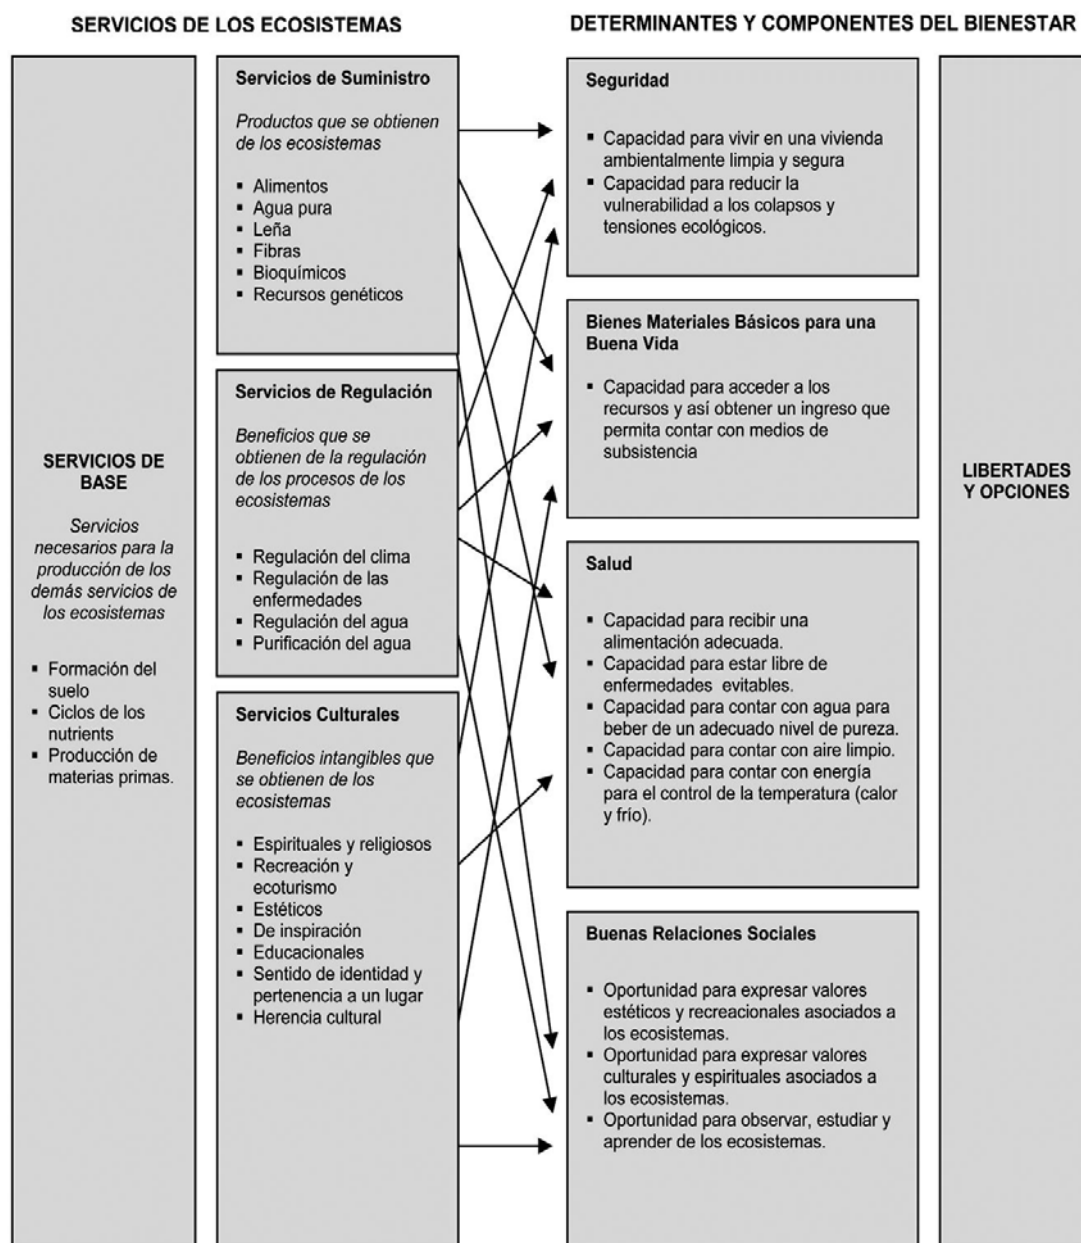 SERVICIOS DE LOS ECOSISTEMAS
DETERMINANTES Y COMPONENTES DEL BIENESTAR
SERVICIOS DE
BASE
Servicios
necesarios para la
producción de los
demás servicios de
los ecosistemas
▪ Formación del
suelo
▪ Ciclos de los
nutrients
▪ Producción de
materias primas.
Servicios de Suministro
Productos que se obtienen
de los ecosistemas
▪ Alimentos
▪ Agua pura
▪ Leña
▪ Fibras
▪ Bioquímicos
▪ Recursos genéticos
Servicios de Regulación
Beneficios que se
obtienen de la regulación
de los procesos de los
ecosistemas
▪ Regulación del clima
▪ Regulación de las
enfermedades
▪ Regulación del agua
▪ Purificación del agua
Servicios Culturales
Beneficios intangibles que
se obtienen de los
ecosistemas
▪ Espirituales y religiosos
▪ Recreación y
ecoturismo
▪ Estéticos
▪ De inspiración
▪ Educacionales
▪ Sentido de identidad y
pertenencia a un lugar
▪ Herencia cultural
Seguridad
▪ Capacidad para vivir en una vivienda
ambientalmente limpia y segura
▪ Capacidad para reducir la
vulnerabilidad a los colapsos y
tensiones ecológicos.
Bienes Materiales Básicos para una
Buena Vida
▪ Capacidad para acceder a los
recursos y así obtener un ingreso que
permita contar con medios de
subsistencia
Salud
▪ Capacidad para recibir una
alimentación adecuada.
▪ Capacidad para estar libre de
enfermedades evitables.
▪ Capacidad para contar con agua para
beber de un adecuado nivel de pureza.
▪ Capacidad para contar con aire limpio.
▪ Capacidad para contar con energía
para el control de la temperatura (calor
y frío).
Buenas Relaciones Sociales
▪ Oportunidad para expresar valores
estéticos y recreacionales asociados a
los ecosistemas.
▪ Oportunidad para expresar valores
culturales y espirituales asociados a
los ecosistemas.
▪ Oportunidad para observar, estudiar y
aprender de los ecosistemas.
LIBERTADES
Y OPCIONES